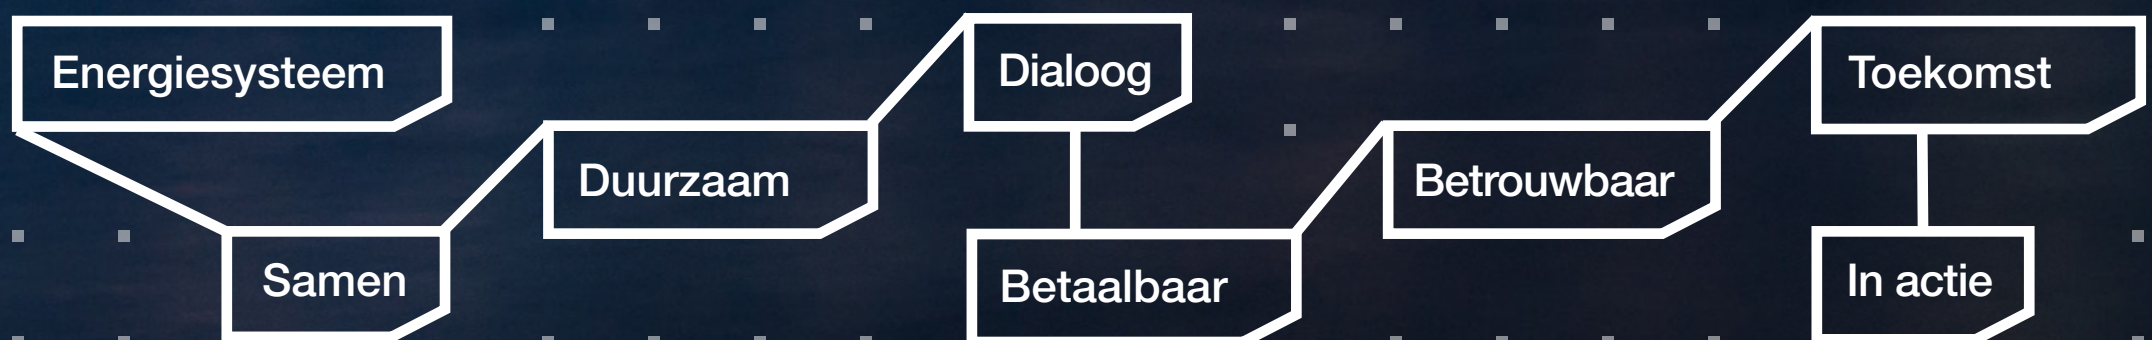 Energiesysteem
Samen
Duurzaam
Dialoog
Betaalbaar
Betrouwbaar
Toekomst
In actie